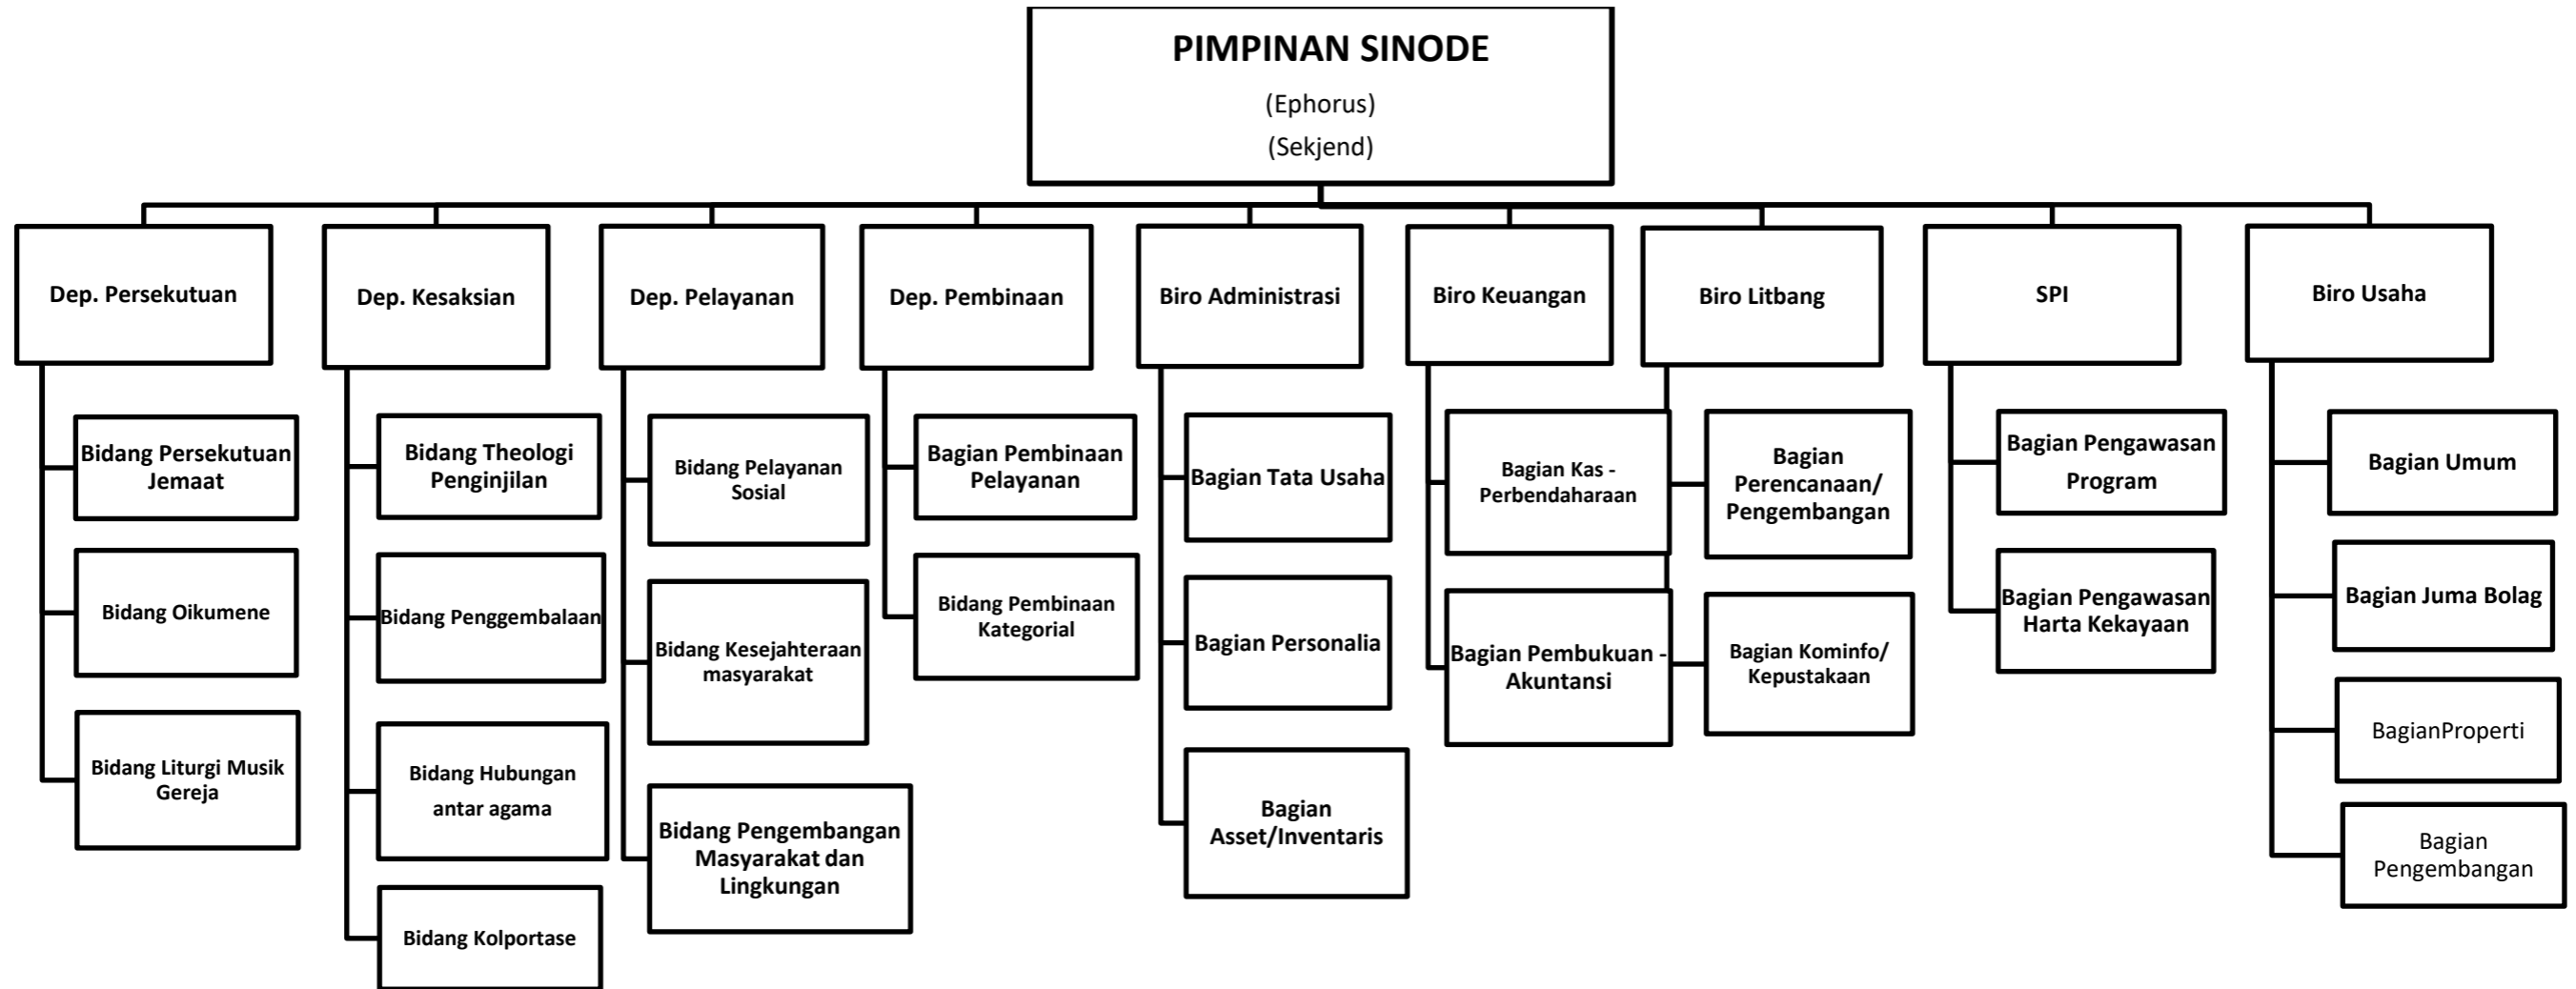 PIMPINAN SINODE
(Ephorus)
(Sekjend)
Dep. Persekutuan
Dep. Kesaksian
Dep. Pelayanan
Dep. Pembinaan
Biro Administrasi
Biro Keuangan
Biro Litbang
SPI
Biro Usaha
Bidang Persekutuan
Jemaat
Bidang Oikumene
Bidang Liturgi Musik
Gereja
Bidang Theologi
Penginjilan
Bidang Penggembalaan
Bidang Hubungan
antar agama
Bidang Kolportase
Bidang Pelayanan
Sosial
Bidang Kesejahteraan
masyarakat
Bidang Pengembangan
Masyarakat dan
Lingkungan
Bagian Pembinaan
Pelayanan
Bidang Pembinaan
Kategorial
Bagian Tata Usaha
Bagian Personalia
Bagian
Asset/Inventaris
Bagian Kas -
Perbendaharaan
Bagian Pembukuan -
Akuntansi
Bagian
Perencanaan/
Pengembangan
Bagian Kominfo/
Kepustakaan
Bagian Pengawasan
Program
Bagian Pengawasan
Harta Kekayaan
Bagian Umum
Bagian Juma Bolag
BagianProperti
Bagian
Pengembangan